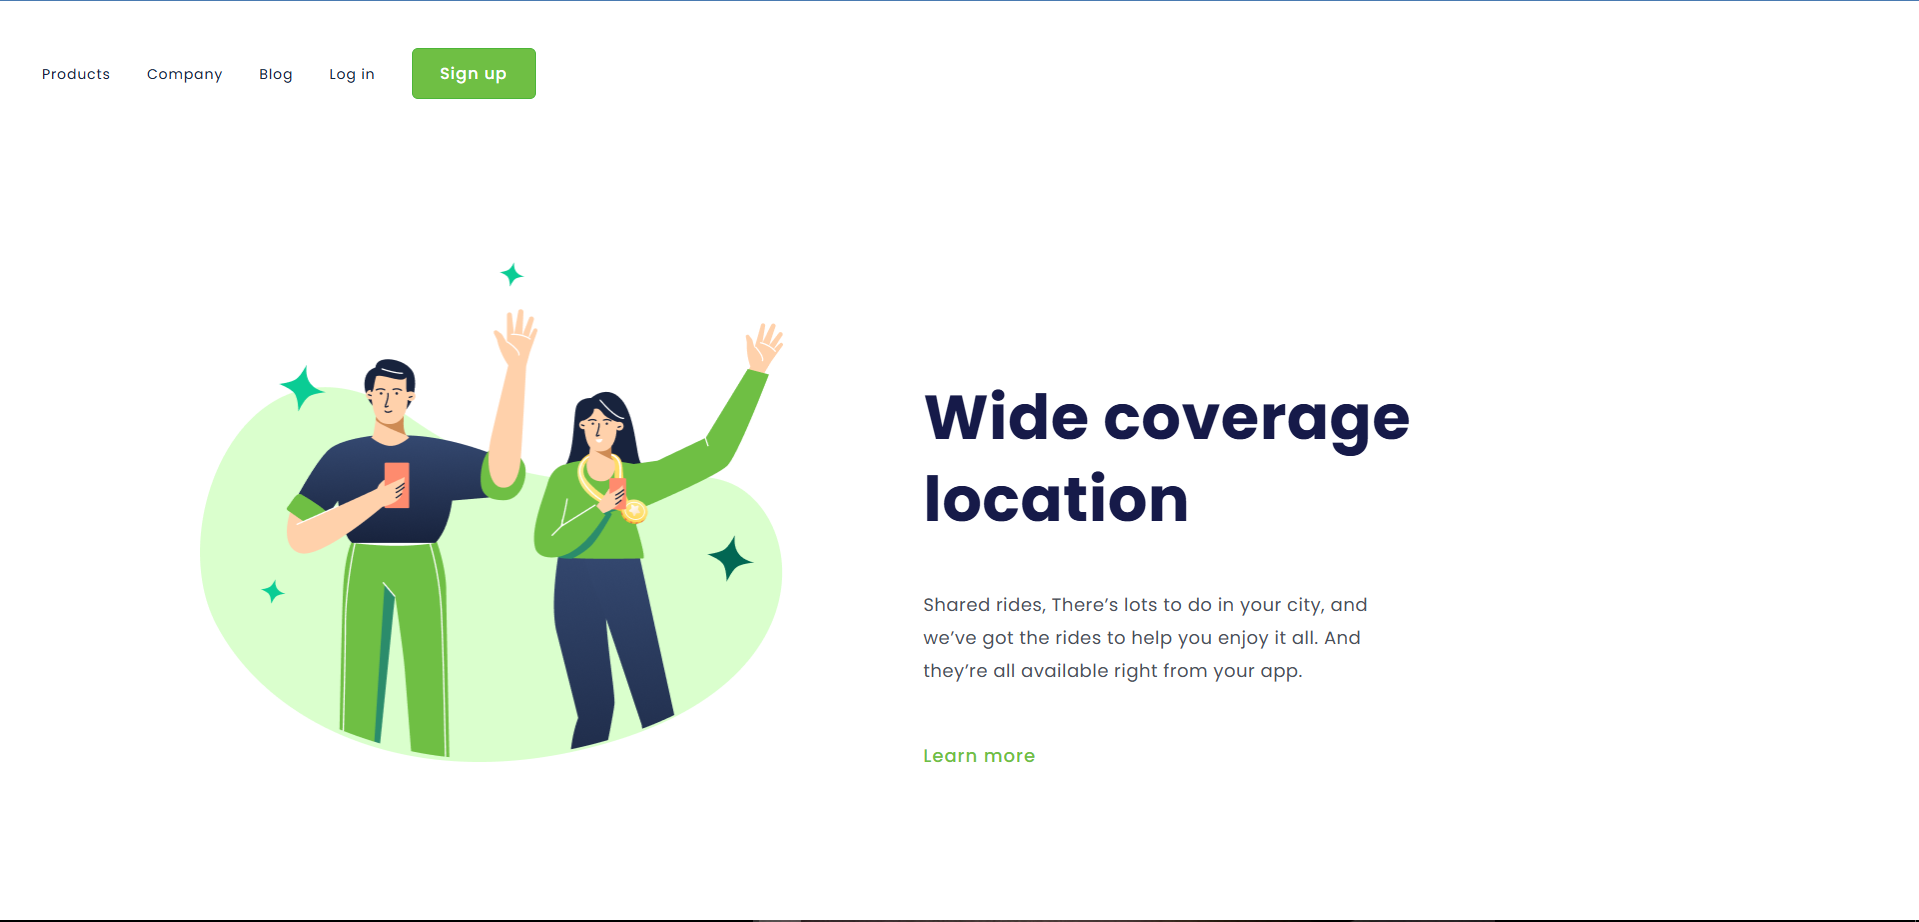 Products Company Blog Log in Sign up
Wide coverage
location
Shared rides, There’s lots to do in your city, and
we’ve got the rides to help you enjoy it all. And
they’re all available right from your app.
Learn more